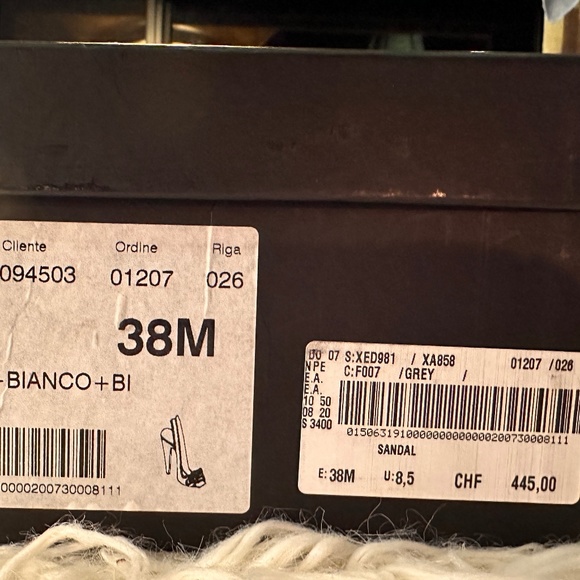 Cliente Ordine Riga
094503 01207 026
38M
-BIANCO+BI
0000200730008111
07 S:XED981 / XA858 01207 /026
NPE C:F007 /GREY /
E.A.
E.A.
10 50
08 20
S 3400
01506319100000000000000200730008111
SANDAL
E:38M U:8,5 CHF 445,00